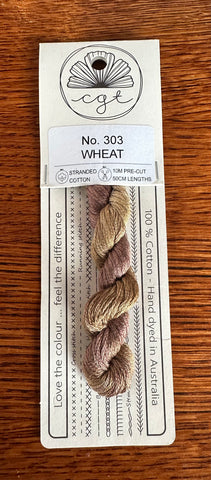 cgt
No. 303
WHEAT
STRANDED
COTTON
10M PRE-CUT
50CM LENGTHS
Love the colour ... feel the difference
100 % Cotton - Hand dyed in Australia